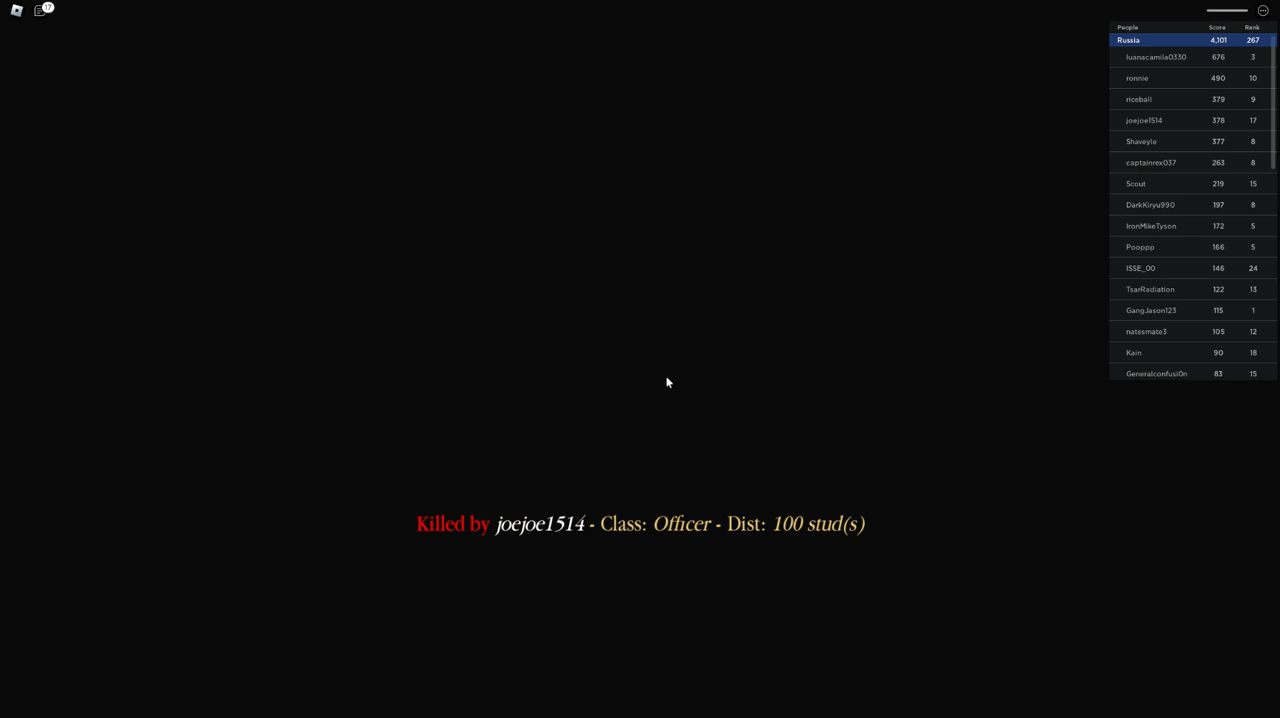 17
People Score Rank
Russia 4,101 267
luanacamila0330 676 3
ronnie 490 10
riceball 379 9
joejoe1514 378 17
Shaveyle 377 8
captainrex037 263 8
Scout 219 15
DarkKiryu990 197 8
IronMikeTyson 172 5
Pooppp 166 5
ISSE_00 146 24
TsarRadiation 122 13
GangJason123 115 1
natesmate3 105 12
Kain 90 18
Generalconfusi0n 83 15
Killed by joejoe1514 - Class: Officer - Dist: 100 stud(s)